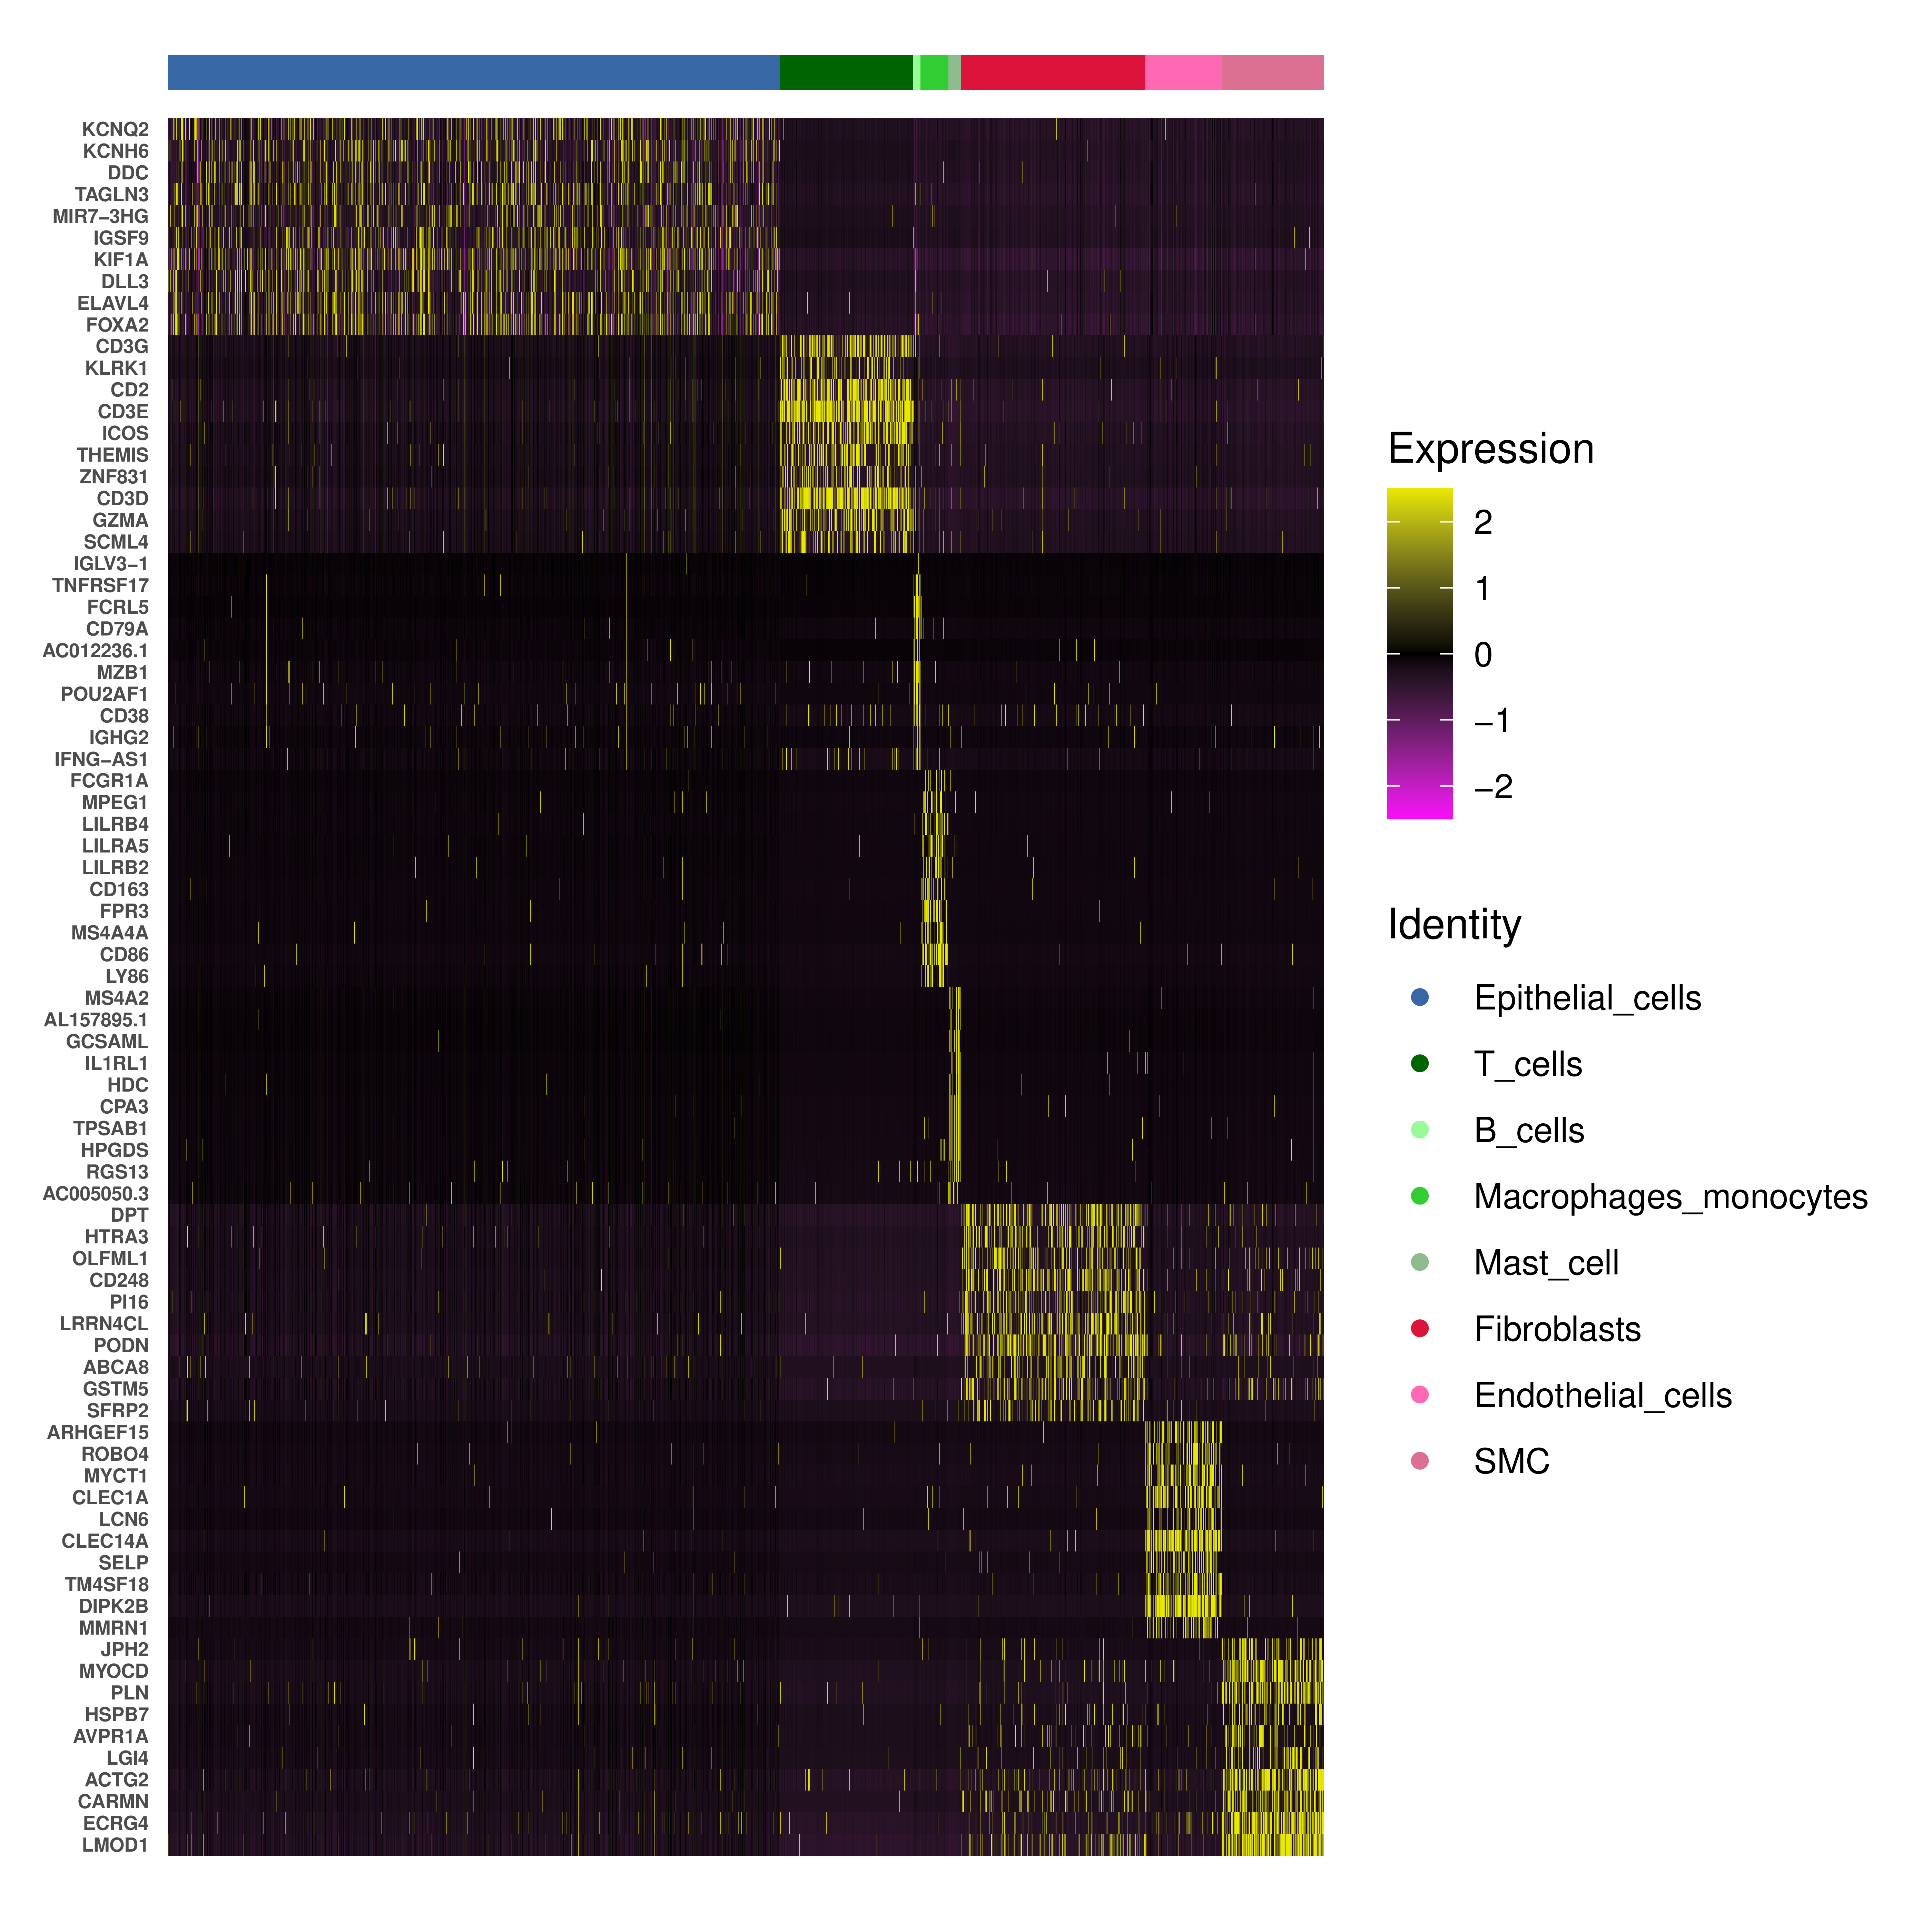 KCNQ2
KCNH6
DDC
TAGLN3
MIR7−3HG
IGSF9
KIF1A
DLL3
ELAVL4
FOXA2
CD3G
KLRK1
CD2
CD3E
ICOS
THEMIS
ZNF831
CD3D
GZMA
SCML4
IGLV3−1
TNFRSF17
FCRL5
CD79A
AC012236.1
MZB1
POU2AF1
CD38
IGHG2
IFNG−AS1
FCGR1A
MPEG1
LILRB4
LILRA5
LILRB2
CD163
FPR3
MS4A4A
CD86
LY86
MS4A2
AL157895.1
GCSAML
IL1RL1
HDC
CPA3
TPSAB1
HPGDS
RGS13
AC005050.3
DPT
HTRA3
OLFML1
CD248
PI16
LRRN4CL
PODN
ABCA8
GSTM5
SFRP2
ARHGEF15
ROBO4
MYCT1
CLEC1A
LCN6
CLEC14A
SELP
TM4SF18
DIPK2B
MMRN1
JPH2
MYOCD
PLN
HSPB7
AVPR1A
LGI4
ACTG2
CARMN
ECRG4
LMOD1
Expression
2
1
0
−1
−2
Identity
Epithelial_cells
T_cells
B_cells
Macrophages_monocytes
Mast_cell
Fibroblasts
Endothelial_cells
SMC